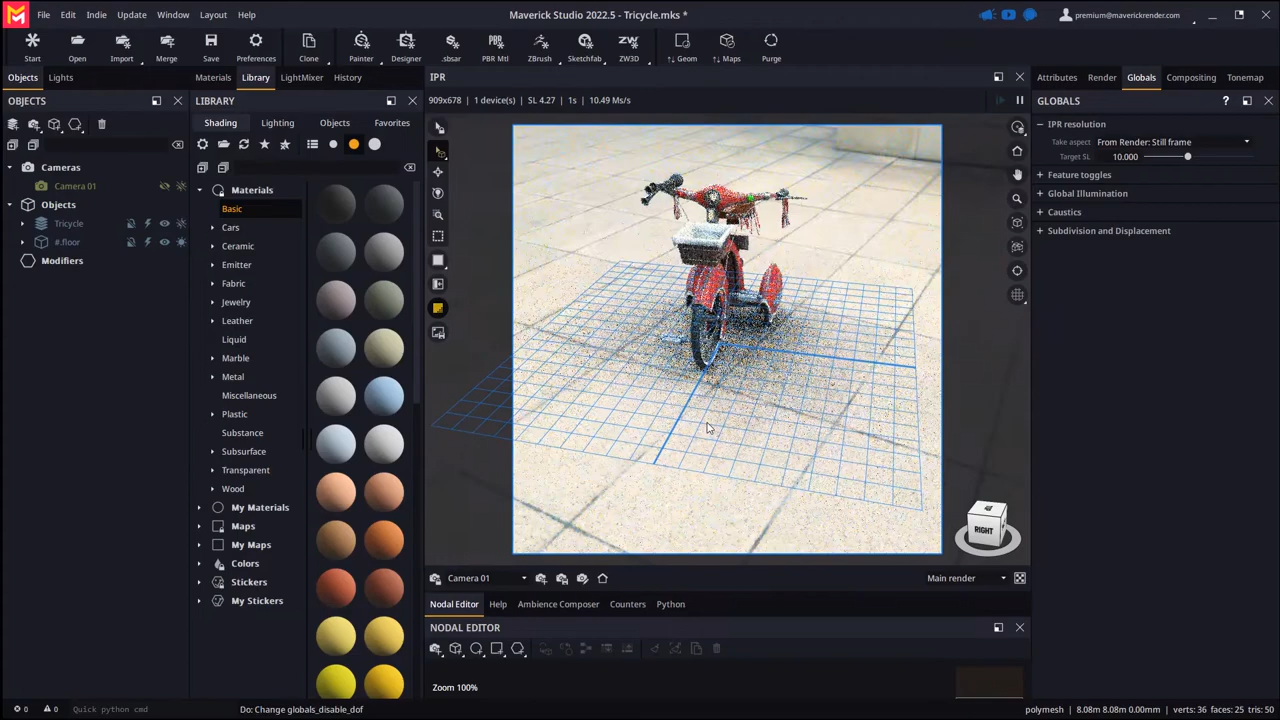 File Edit Indie Update Window Layout Help
Maverick Studio 2022.5 - Tricycle.mks *
premium@maverickrender.com
Start Open Import Merge Save Preferences Clone Painter Designer .sbsar PBR Mtl ZBrush Sketchfab ZW3D ↑↓ Geom ↑↓ Maps Purge
PBR
ZW
Objects Lights
Materials Library LightMixer History
IPR
Attributes Render Globals Compositing Tonemap
OBJECTS
LIBRARY
909x678 | 1 device(s) | SL 4.27 | 1s | 10.49 Ms/s
GLOBALS
Shading Lighting Objects Favorites
IPR resolution
Take aspect From Render: Still frame
Target SL 10.000
Feature toggles
Global Illumination
Caustics
Subdivision and Displacement
Cameras
Camera 01
Objects
Tricycle
#.floor
Modifiers
Materials
Basic
Cars
Ceramic
Emitter
Fabric
Jewelry
Leather
Liquid
Marble
Metal
Miscellaneous
Plastic
Substance
Subsurface
Transparent
Wood
My Materials
Maps
My Maps
Colors
Stickers
My Stickers
RIGHT
Camera 01
Main render
Nodal Editor Help Ambience Composer Counters Python
NODAL EDITOR
Zoom 100%
0 0 Quick python cmd
Do: Change globals_disable_dof
polymesh | 8.08m 8.08m 0.00mm | verts: 36 faces: 25 tris: 50